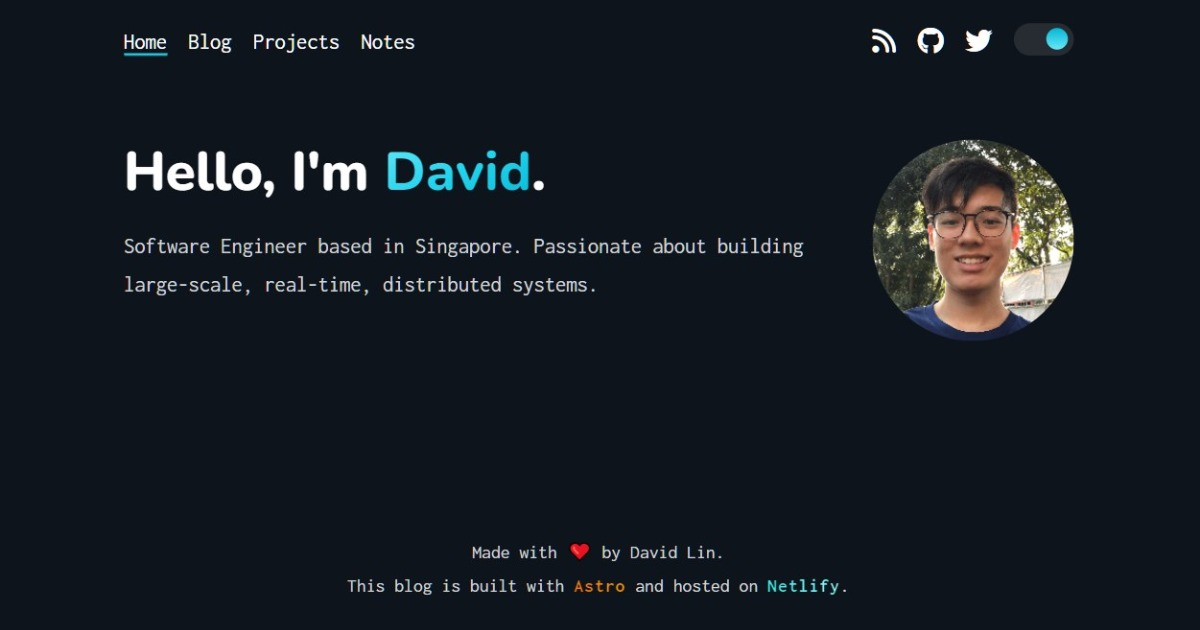 Home Blog Projects Notes
Hello, I'm David.
Software Engineer based in Singapore. Passionate about building
large-scale, real-time, distributed systems.
Made with ❤️ by David Lin.
This blog is built with Astro and hosted on Netlify.